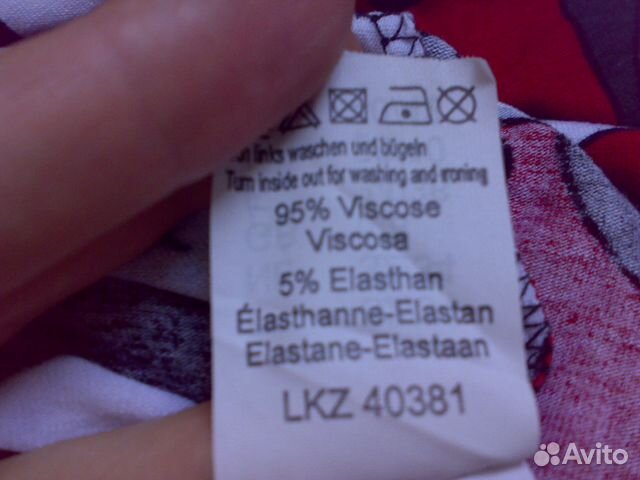 links waschen und bügeln
Turn inside out for washing and ironing
95% Viscose
Viscosa
5% Elasthan
Élasthanne-Elastan
Elastane-Elastaan
LKZ 40381
Avito